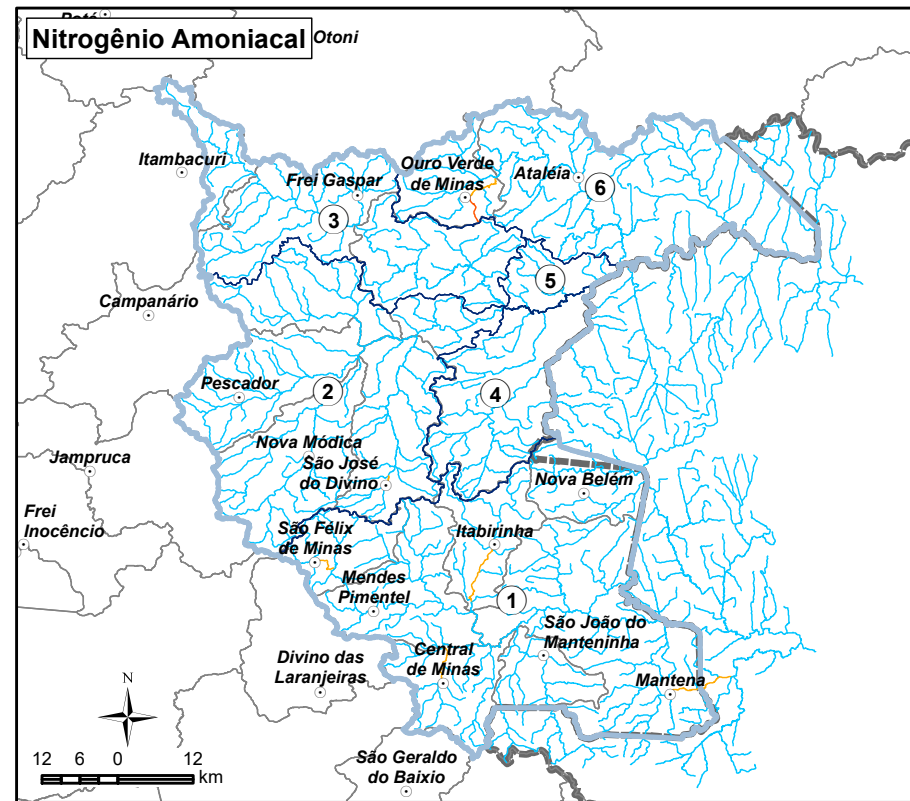 Nitrogênio Amoniacal
Otoni
Itambacuri
Frei Gaspar
Ouro Verde
de Minas
Ataléia
6
3
5
Campanário
Pescador
2
4
Nova Módica
São José
do Divino
Jampruca
Nova Belém
Frei
Inocêncio
São Félix
de Minas
Itabirinha
Mendes
Pimentel
1
São João do
Manteninha
Central
de Minas
Divino das
Laranjeiras
Mantena
N
São Geraldo
do Baixio
12 6 0 12
km